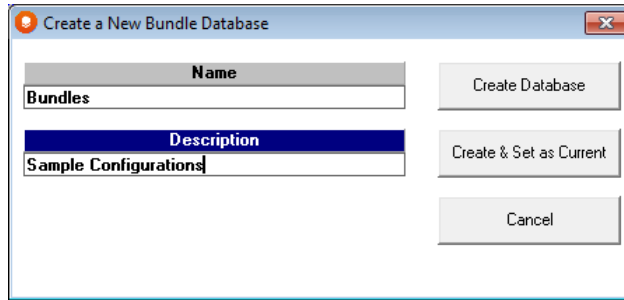 Create a New Bundle Database
Name
Bundles
Create Database
Description
Sample Configurations
Create & Set as Current
Cancel